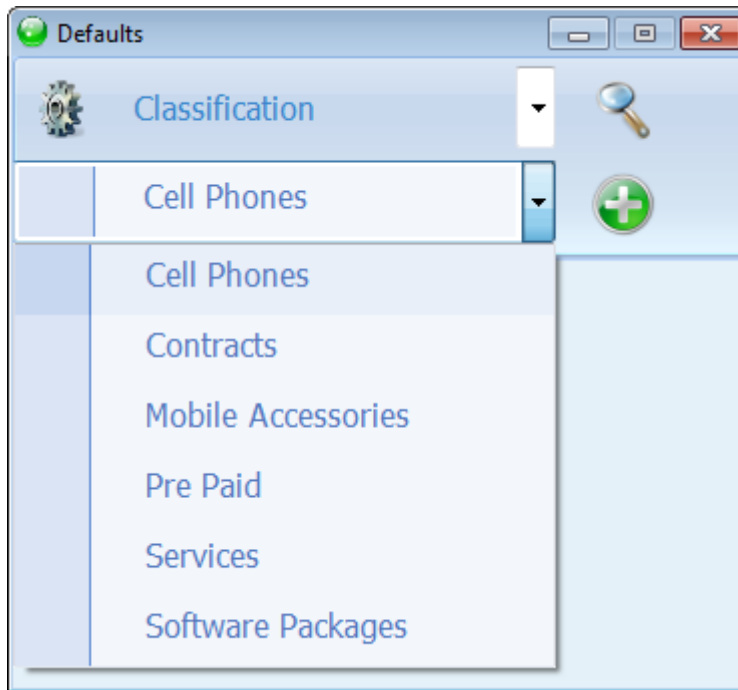 Defaults
Classification
Cell Phones
Cell Phones
Contracts
Mobile Accessories
Pre Paid
Services
Software Packages